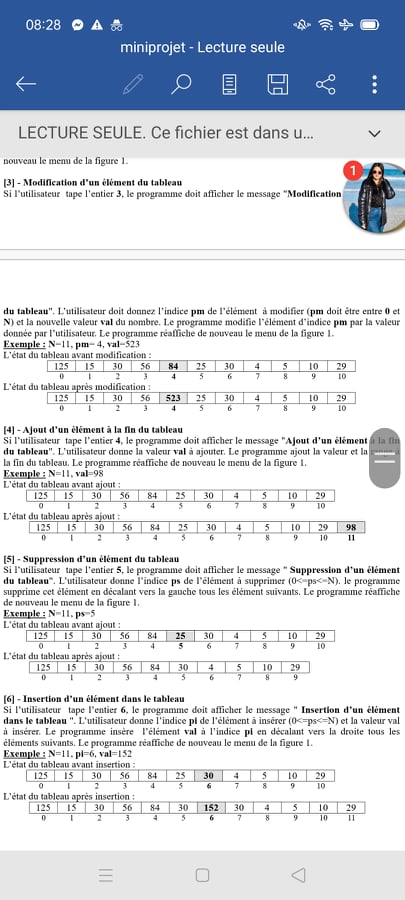 08:28
miniprojet - Lecture seule
LECTURE SEULE. Ce fichier est dans u...
nouveau le menu de la figure 1.
1
[3] - Modification d'un élément du tableau
Si l'utilisateur tape l'entier 3, le programme doit afficher le message "Modification
du tableau". L'utilisateur doit donnez l'indice pm de l'élément à modifier (pm doit être entre 0 et
N) et la nouvelle valeur val du nombre. Le programme modifie l'élément d'indice pm par la valeur
donnée par l'utilisateur. Le programme réaffiche de nouveau le menu de la figure 1.
Exemple : N=11, pm= 4, val=523
L'état du tableau avant modification :
125 15 30 56 84 25 30 4 5 10 29
0 1 2 3 4 5 6 7 8 9 10
L'état du tableau après modification :
125 15 30 56 523 25 30 4 5 10 29
0 1 2 3 4 5 6 7 8 9 10
[4] - Ajout d'un élément à la fin du tableau
Si l'utilisateur tape l'entier 4, le programme doit afficher le message "Ajout d'un élément à la fin
du tableau". L'utilisateur donne la valeur val à ajouter. Le programme ajout la valeur et la
la fin du tableau. Le programme réaffiche de nouveau le menu de la figure 1.
Exemple : N=11, val=98
L'état du tableau avant ajout :
125 15 30 56 84 25 30 4 5 10 29
0 1 2 3 4 5 6 7 8 9 10
L'état du tableau après ajout :
125 15 30 56 84 25 30 4 5 10 29 98
0 1 2 3 4 5 6 7 8 9 10 11
[5] - Suppression d'un élément du tableau
Si l'utilisateur tape l'entier 5, le programme doit afficher le message " Suppression d'un élément
du tableau". L'utilisateur donne l'indice ps de l'élément à supprimer (0<=ps<=N). le programme
supprime cet élément en décalant vers la gauche tous les élément suivants. Le programme réaffiche
de nouveau le menu de la figure 1.
Exemple : N=11, ps=5
L'état du tableau avant ajout :
125 15 30 56 84 25 30 4 5 10 29
0 1 2 3 4 5 6 7 8 9 10
L'état du tableau après ajout :
125 15 30 56 84 30 4 5 10 29
0 1 2 3 4 5 6 7 8 9
[6] - Insertion d'un élément dans le tableau
Si l'utilisateur tape l'entier 6, le programme doit afficher le message " Insertion d'un élément
dans le tableau ". L'utilisateur donne l'indice pi de l'élément à insérer (0<=ps<=N) et la valeur val
à insérer. Le programme insère l'élément val à l'indice pi en décalant vers la droite tous les
éléments suivants. Le programme réaffiche de nouveau le menu de la figure 1.
Exemple : N=11, pi=6, val=152
L'état du tableau avant insertion :
125 15 30 56 84 25 30 4 5 10 29
0 1 2 3 4 5 6 7 8 9 10
L'état du tableau après insertion :
125 15 30 56 84 30 152 30 4 5 10 29
0 1 2 3 4 5 6 7 8 9 10 11